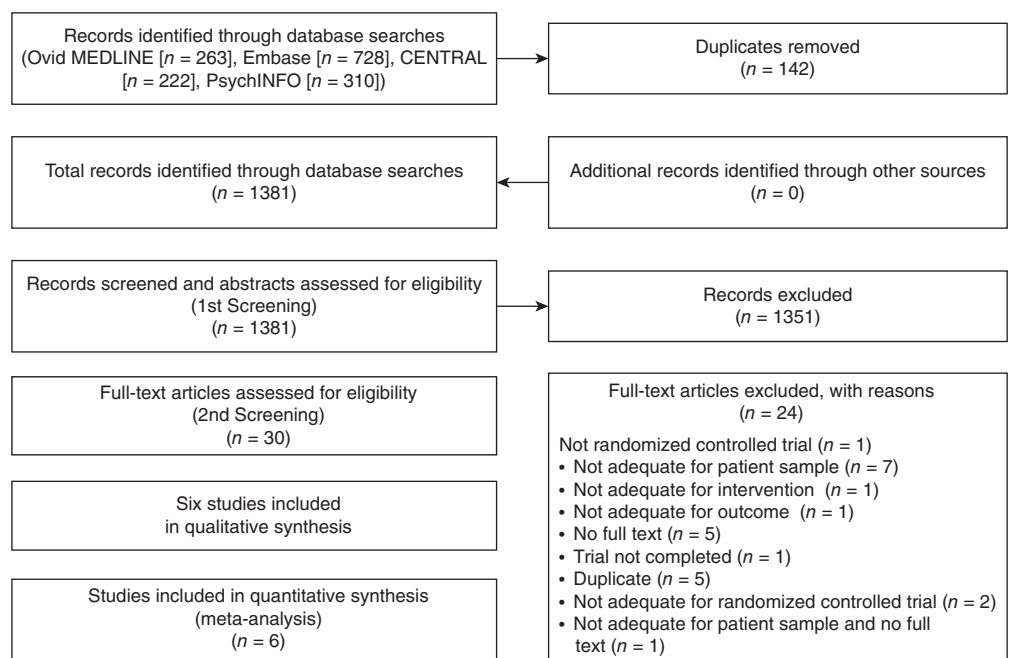 Records identified through database searches
(Ovid MEDLINE [n = 263], Embase [n = 728], CENTRAL
[n = 222], PsychINFO [n = 310])
Duplicates removed
(n = 142)
Total records identified through database searches
(n = 1381)
Additional records identified through other sources
(n = 0)
Records screened and abstracts assessed for eligibility
(1st Screening)
(n = 1381)
Records excluded
(n = 1351)
Full-text articles assessed for eligibility
(2nd Screening)
(n = 30)
Full-text articles excluded, with reasons
(n = 24)
Not randomized controlled trial (n = 1)
• Not adequate for patient sample (n = 7)
• Not adequate for intervention (n = 1)
• Not adequate for outcome (n = 1)
• No full text (n = 5)
• Trial not completed (n = 1)
• Duplicate (n = 5)
• Not adequate for randomized controlled trial (n = 2)
• Not adequate for patient sample and no full
text (n = 1)
Six studies included
in qualitative synthesis
Studies included in quantitative synthesis
(meta-analysis)
(n = 6)